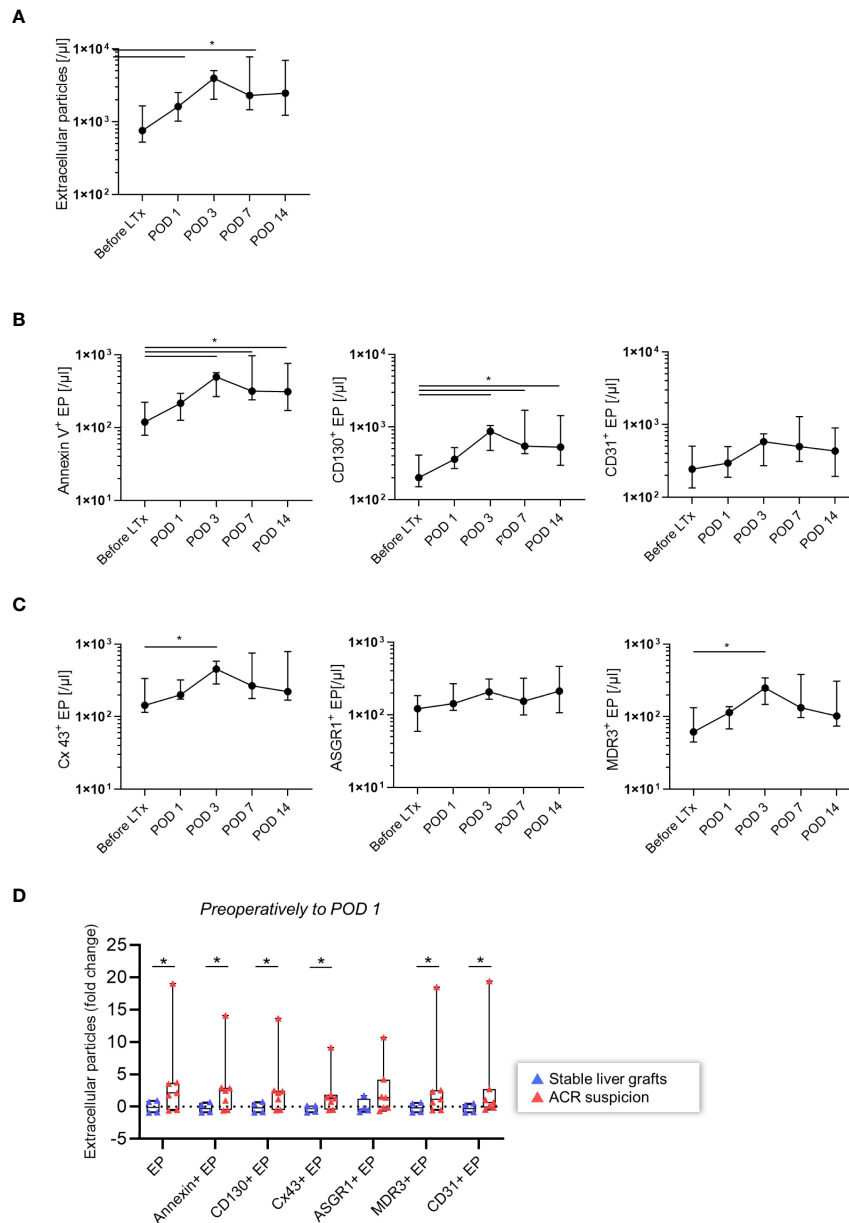 A
*
Extracellular particles [/µl]
1×10⁴
1×10³
1×10²
Before LTx
POD 1
POD 3
POD 7
POD 14
B
*
Annexin V⁺ EP [/µl]
1×10³
1×10²
1×10¹
Before LTx
POD 1
POD 3
POD 7
POD 14
*
CD130⁺ EP [/µl]
1×10⁴
1×10³
1×10²
Before LTx
POD 1
POD 3
POD 7
POD 14
CD31⁺ EP [/µl]
1×10⁴
1×10³
1×10²
Before LTx
POD 1
POD 3
POD 7
POD 14
C
*
Cx 43⁺ EP [/µl]
1×10³
1×10²
1×10¹
Before LTx
POD 1
POD 3
POD 7
POD 14
ASGR1⁺ EP[/µl]
1×10³
1×10²
1×10¹
Before LTx
POD 1
POD 3
POD 7
POD 14
*
MDR3⁺ EP [/µl]
1×10³
1×10²
1×10¹
Before LTx
POD 1
POD 3
POD 7
POD 14
D
Preoperatively to POD 1
Extracellular particles (fold change)
25
20
15
10
5
0
-5
* * * * * *
EP
Annexin+ EP
CD130+ EP
Cx43+ EP
ASGR1+ EP
MDR3+ EP
CD31+ EP
Stable liver grafts
ACR suspicion